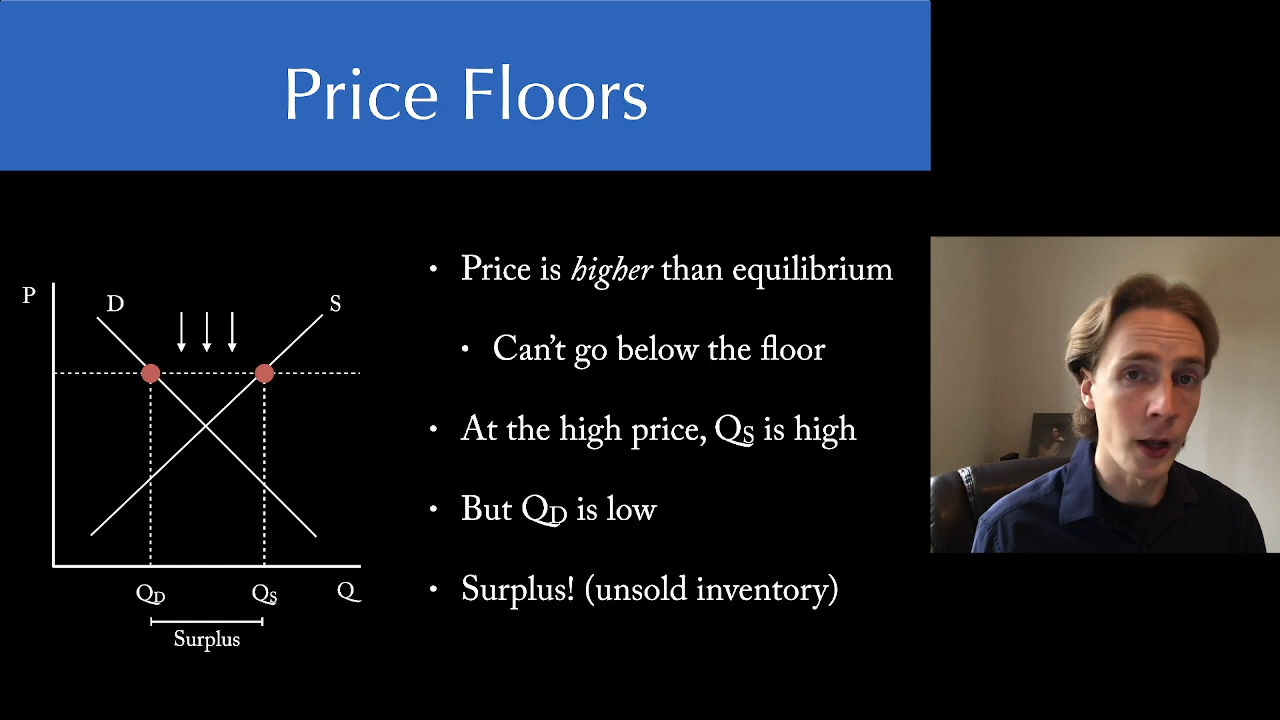 Price Floors
P
D
S
QD
QS
Q
Surplus
• Price is higher than equilibrium
• Can’t go below the floor
• At the high price, QS is high
• But QD is low
• Surplus! (unsold inventory)